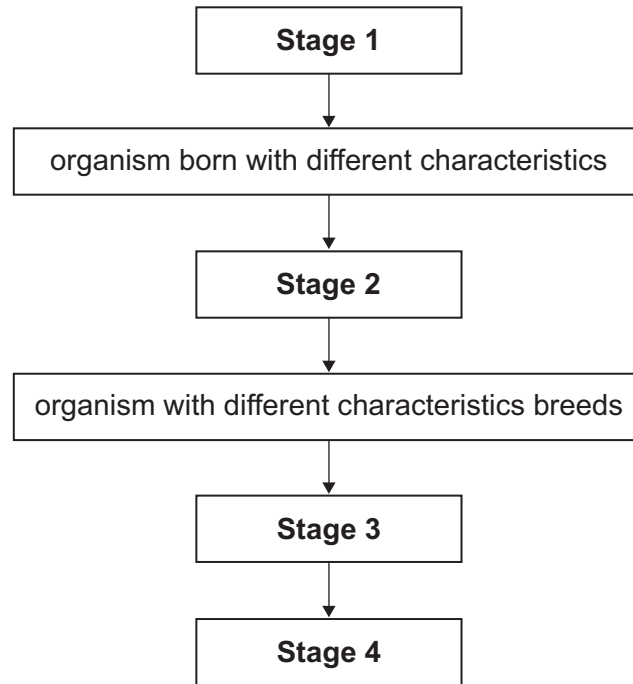 Stage 1
organism born with different characteristics
Stage 2
organism with different characteristics breeds
Stage 3
Stage 4